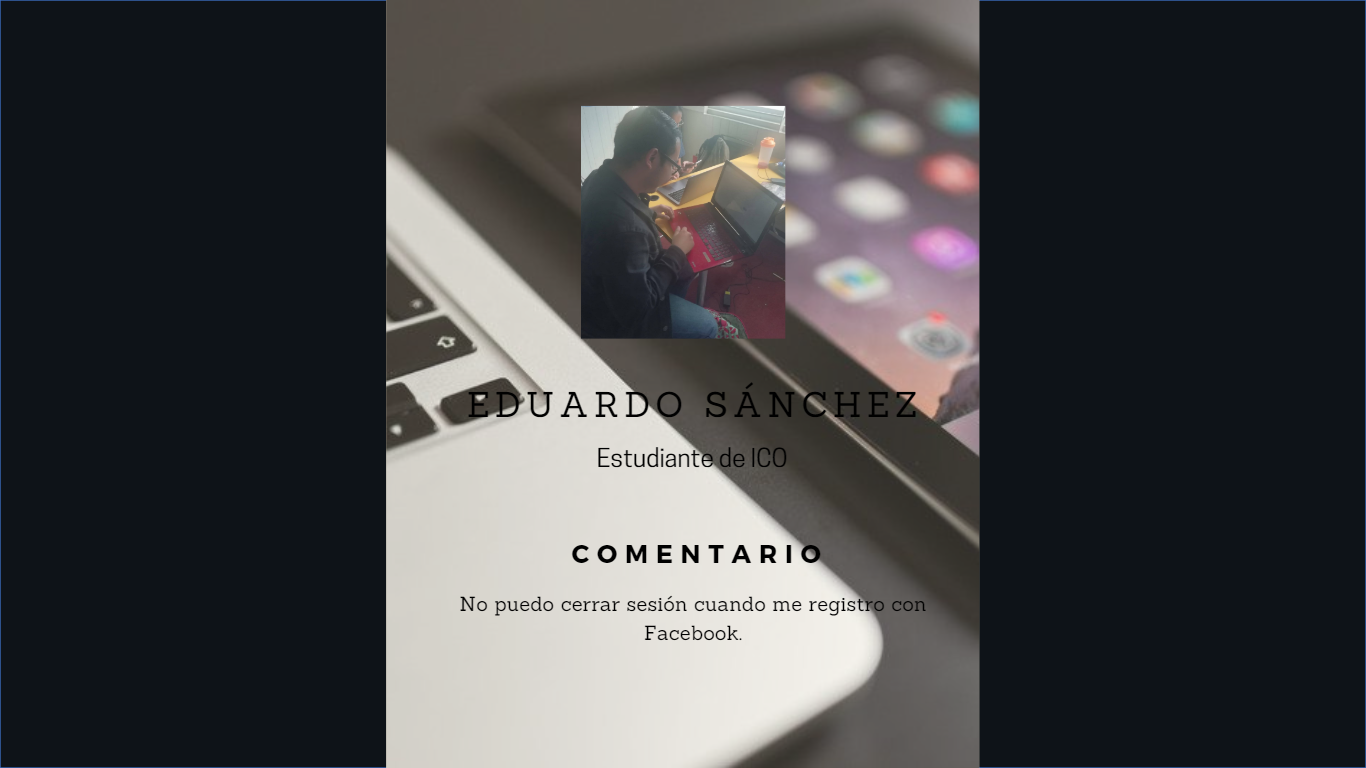 EDUARDO SÁNCHEZ
Estudiante de ICO
COMENTARIO
No puedo cerrar sesión cuando me registro con
Facebook.